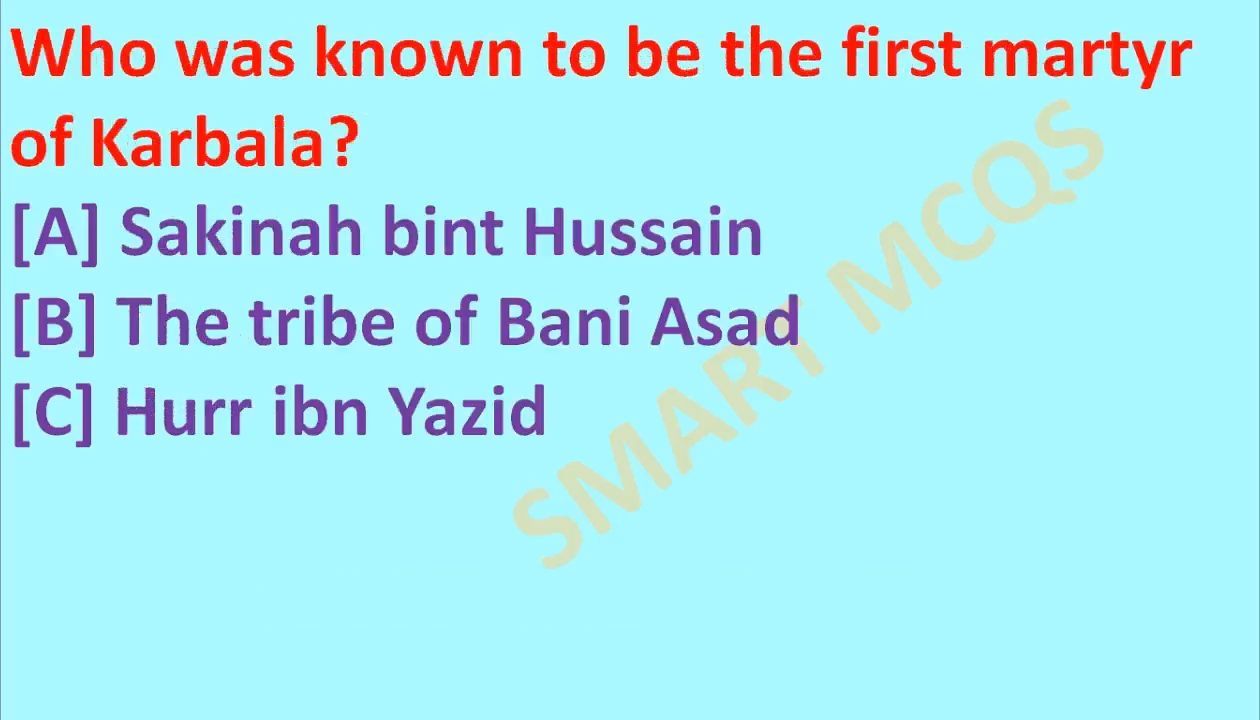 Who was known to be the first martyr
of Karbala?
[A] Sakinah bint Hussain
[B] The tribe of Bani Asad
[C] Hurr ibn Yazid
SMART MCQS